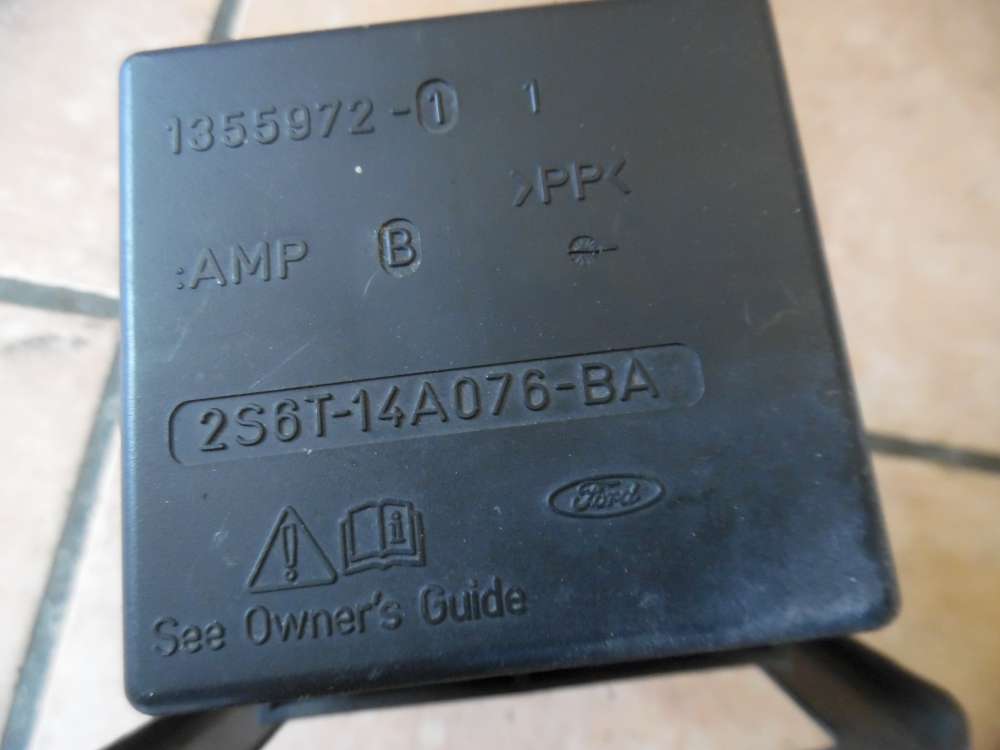 1355972-1 1
>PP<
:AMP B
2S6T-14A076-BA
Ford
See Owner's Guide